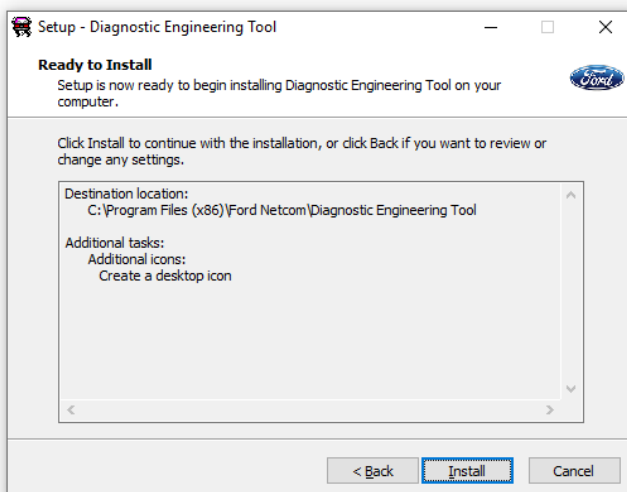 Setup - Diagnostic Engineering Tool
Ready to Install
Setup is now ready to begin installing Diagnostic Engineering Tool on your
computer.
Ford
Click Install to continue with the installation, or click Back if you want to review or
change any settings.
Destination location:
C:\Program Files (x86)\Ford Netcom\Diagnostic Engineering Tool
Additional tasks:
Additional icons:
Create a desktop icon
< Back
Install
Cancel